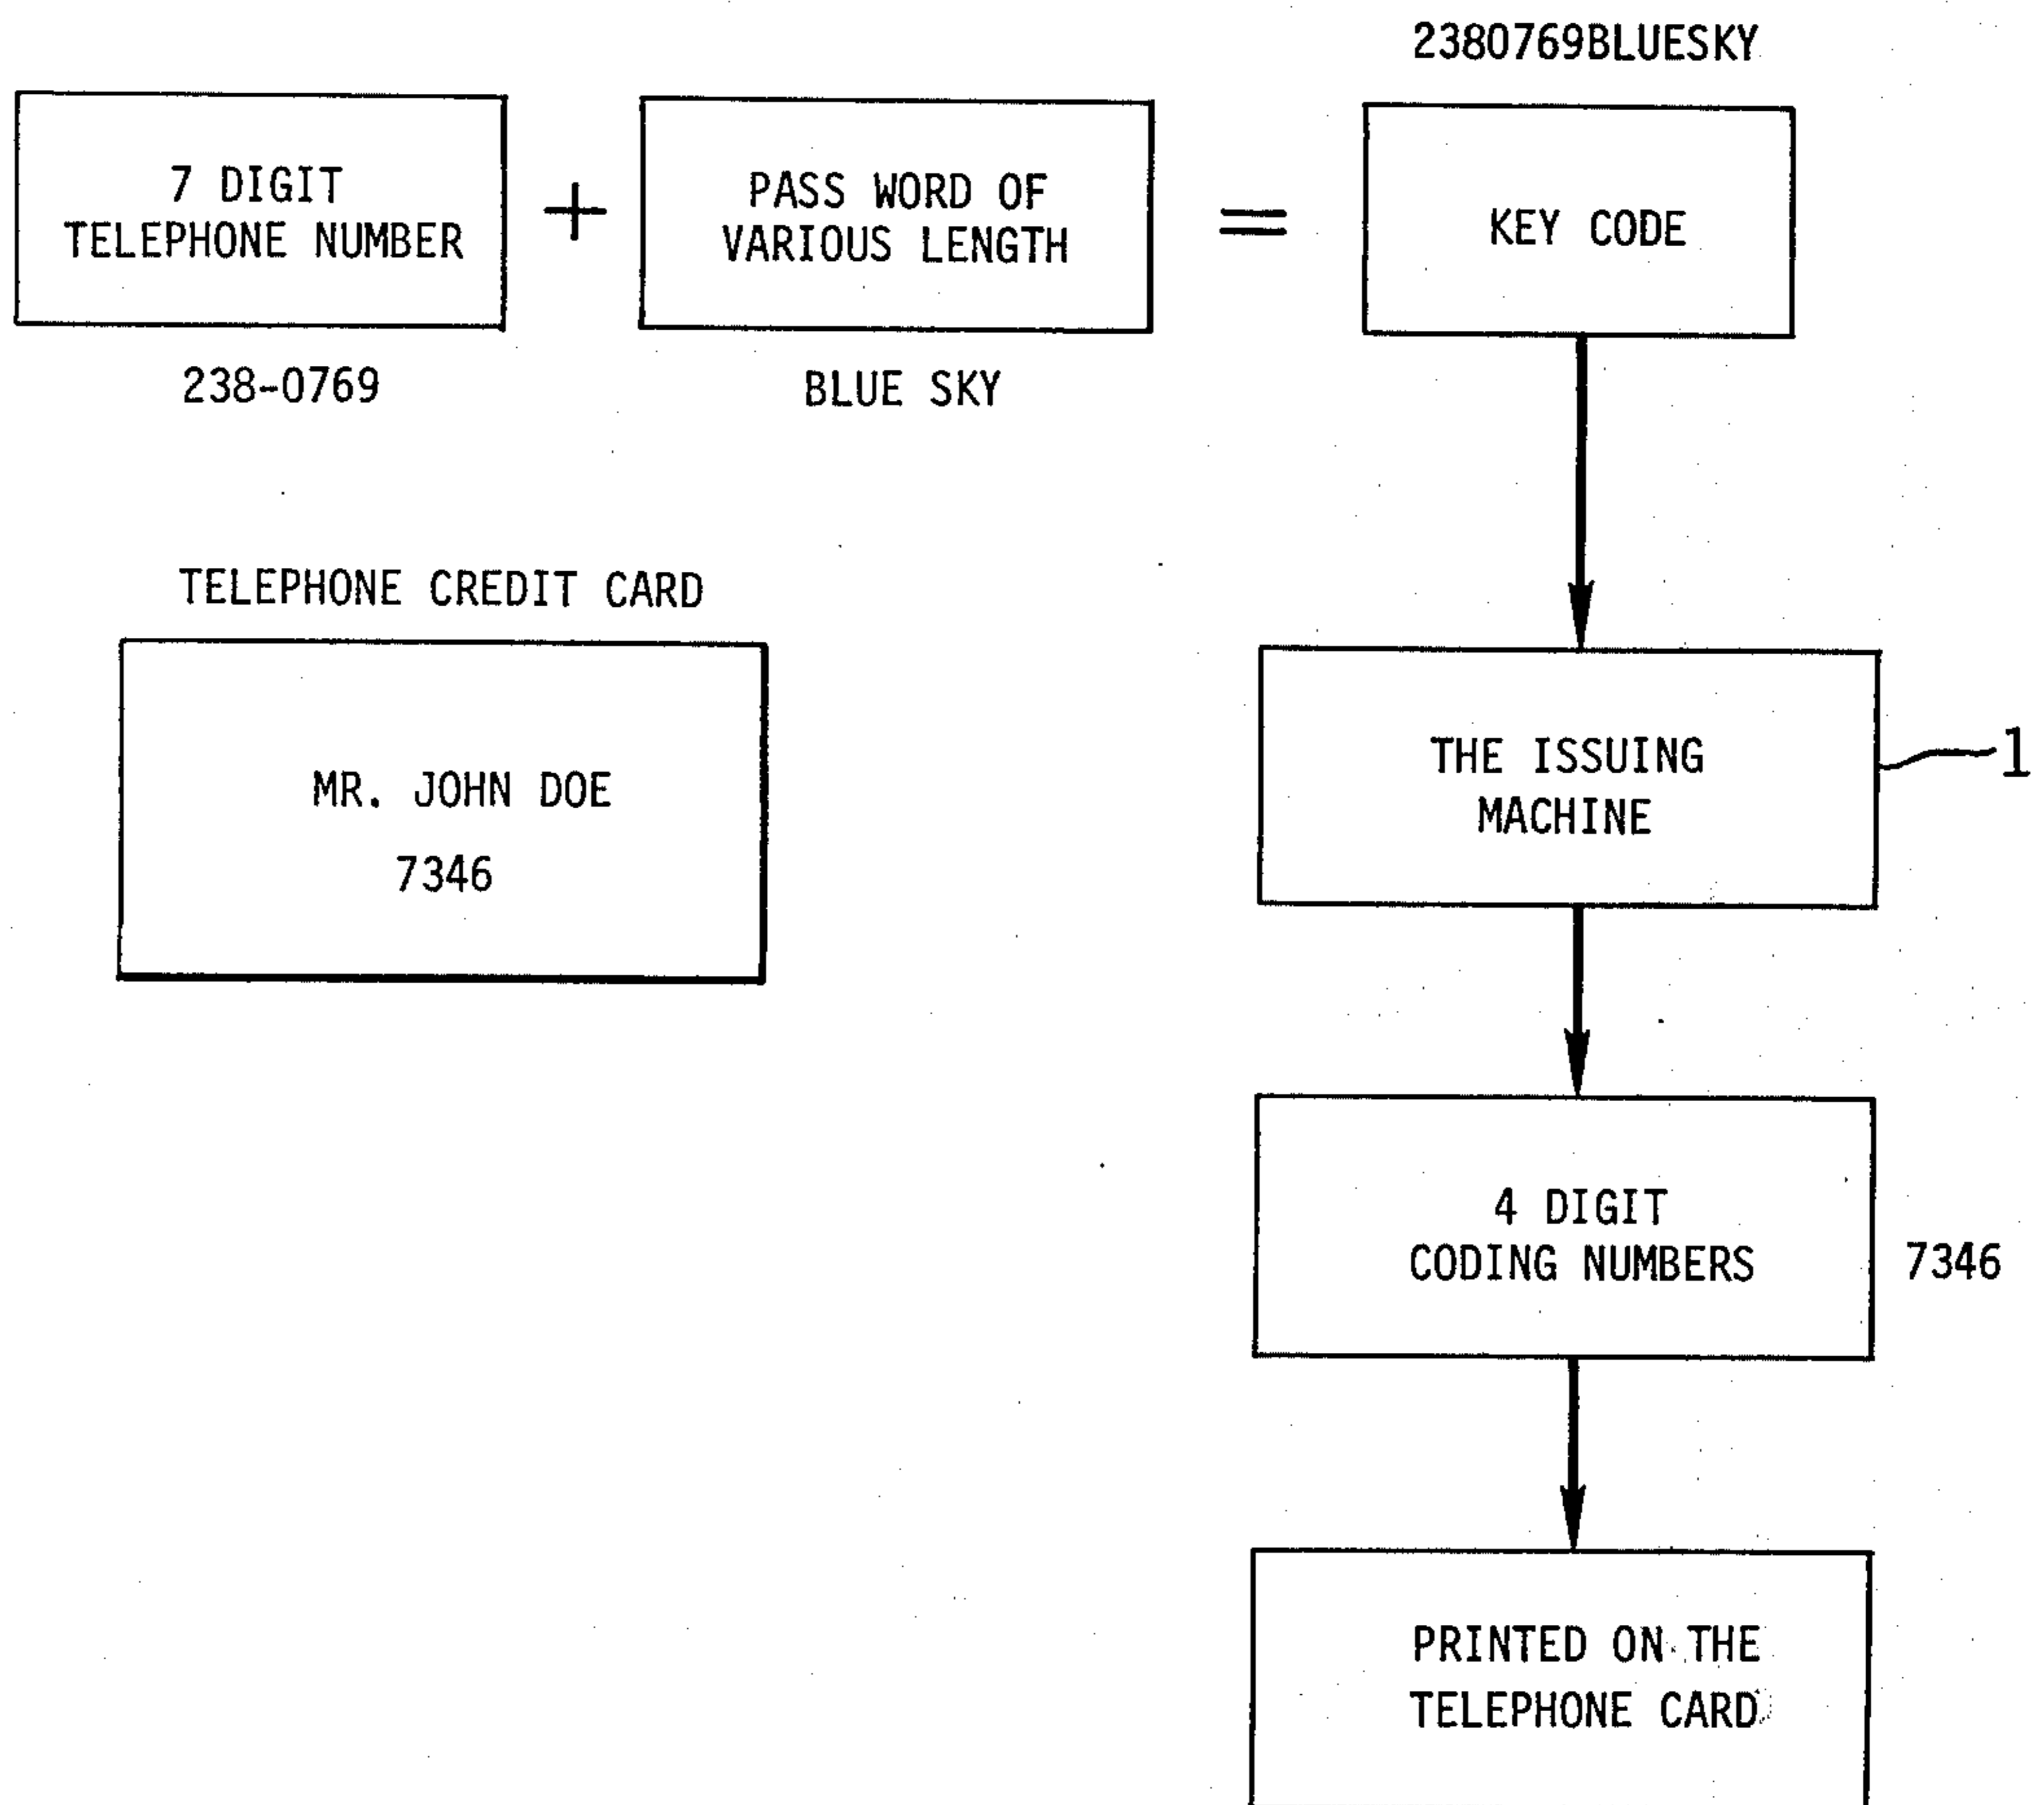 2380769BLUESKY
7 DIGIT
TELEPHONE NUMBER
+
PASS WORD OF
VARIOUS LENGTH
=
KEY CODE
238-0769
BLUE SKY
TELEPHONE CREDIT CARD
MR. JOHN DOE
7346
THE ISSUING
MACHINE
1
4 DIGIT
CODING NUMBERS
7346
PRINTED ON THE
TELEPHONE CARD